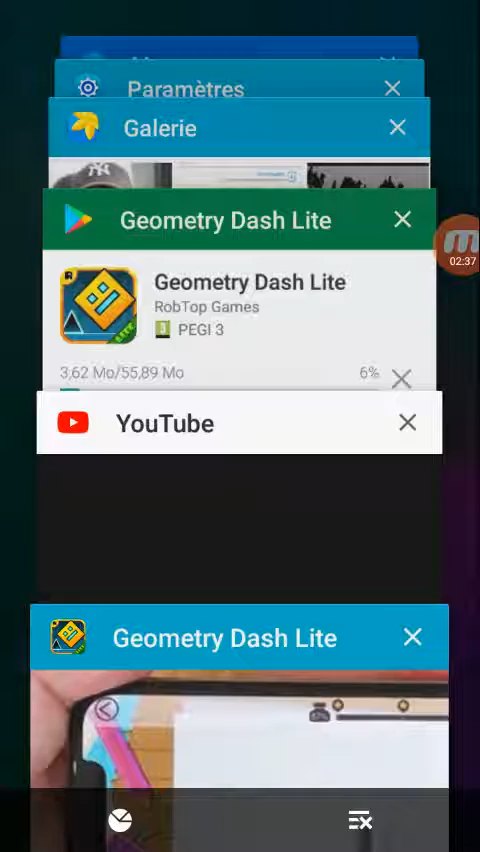 Paramètres
Galerie
Geometry Dash Lite
02:37
Geometry Dash Lite
RobTop Games
3 PEGI 3
3,62 Mo/55,89 Mo 6%
YouTube
Geometry Dash Lite